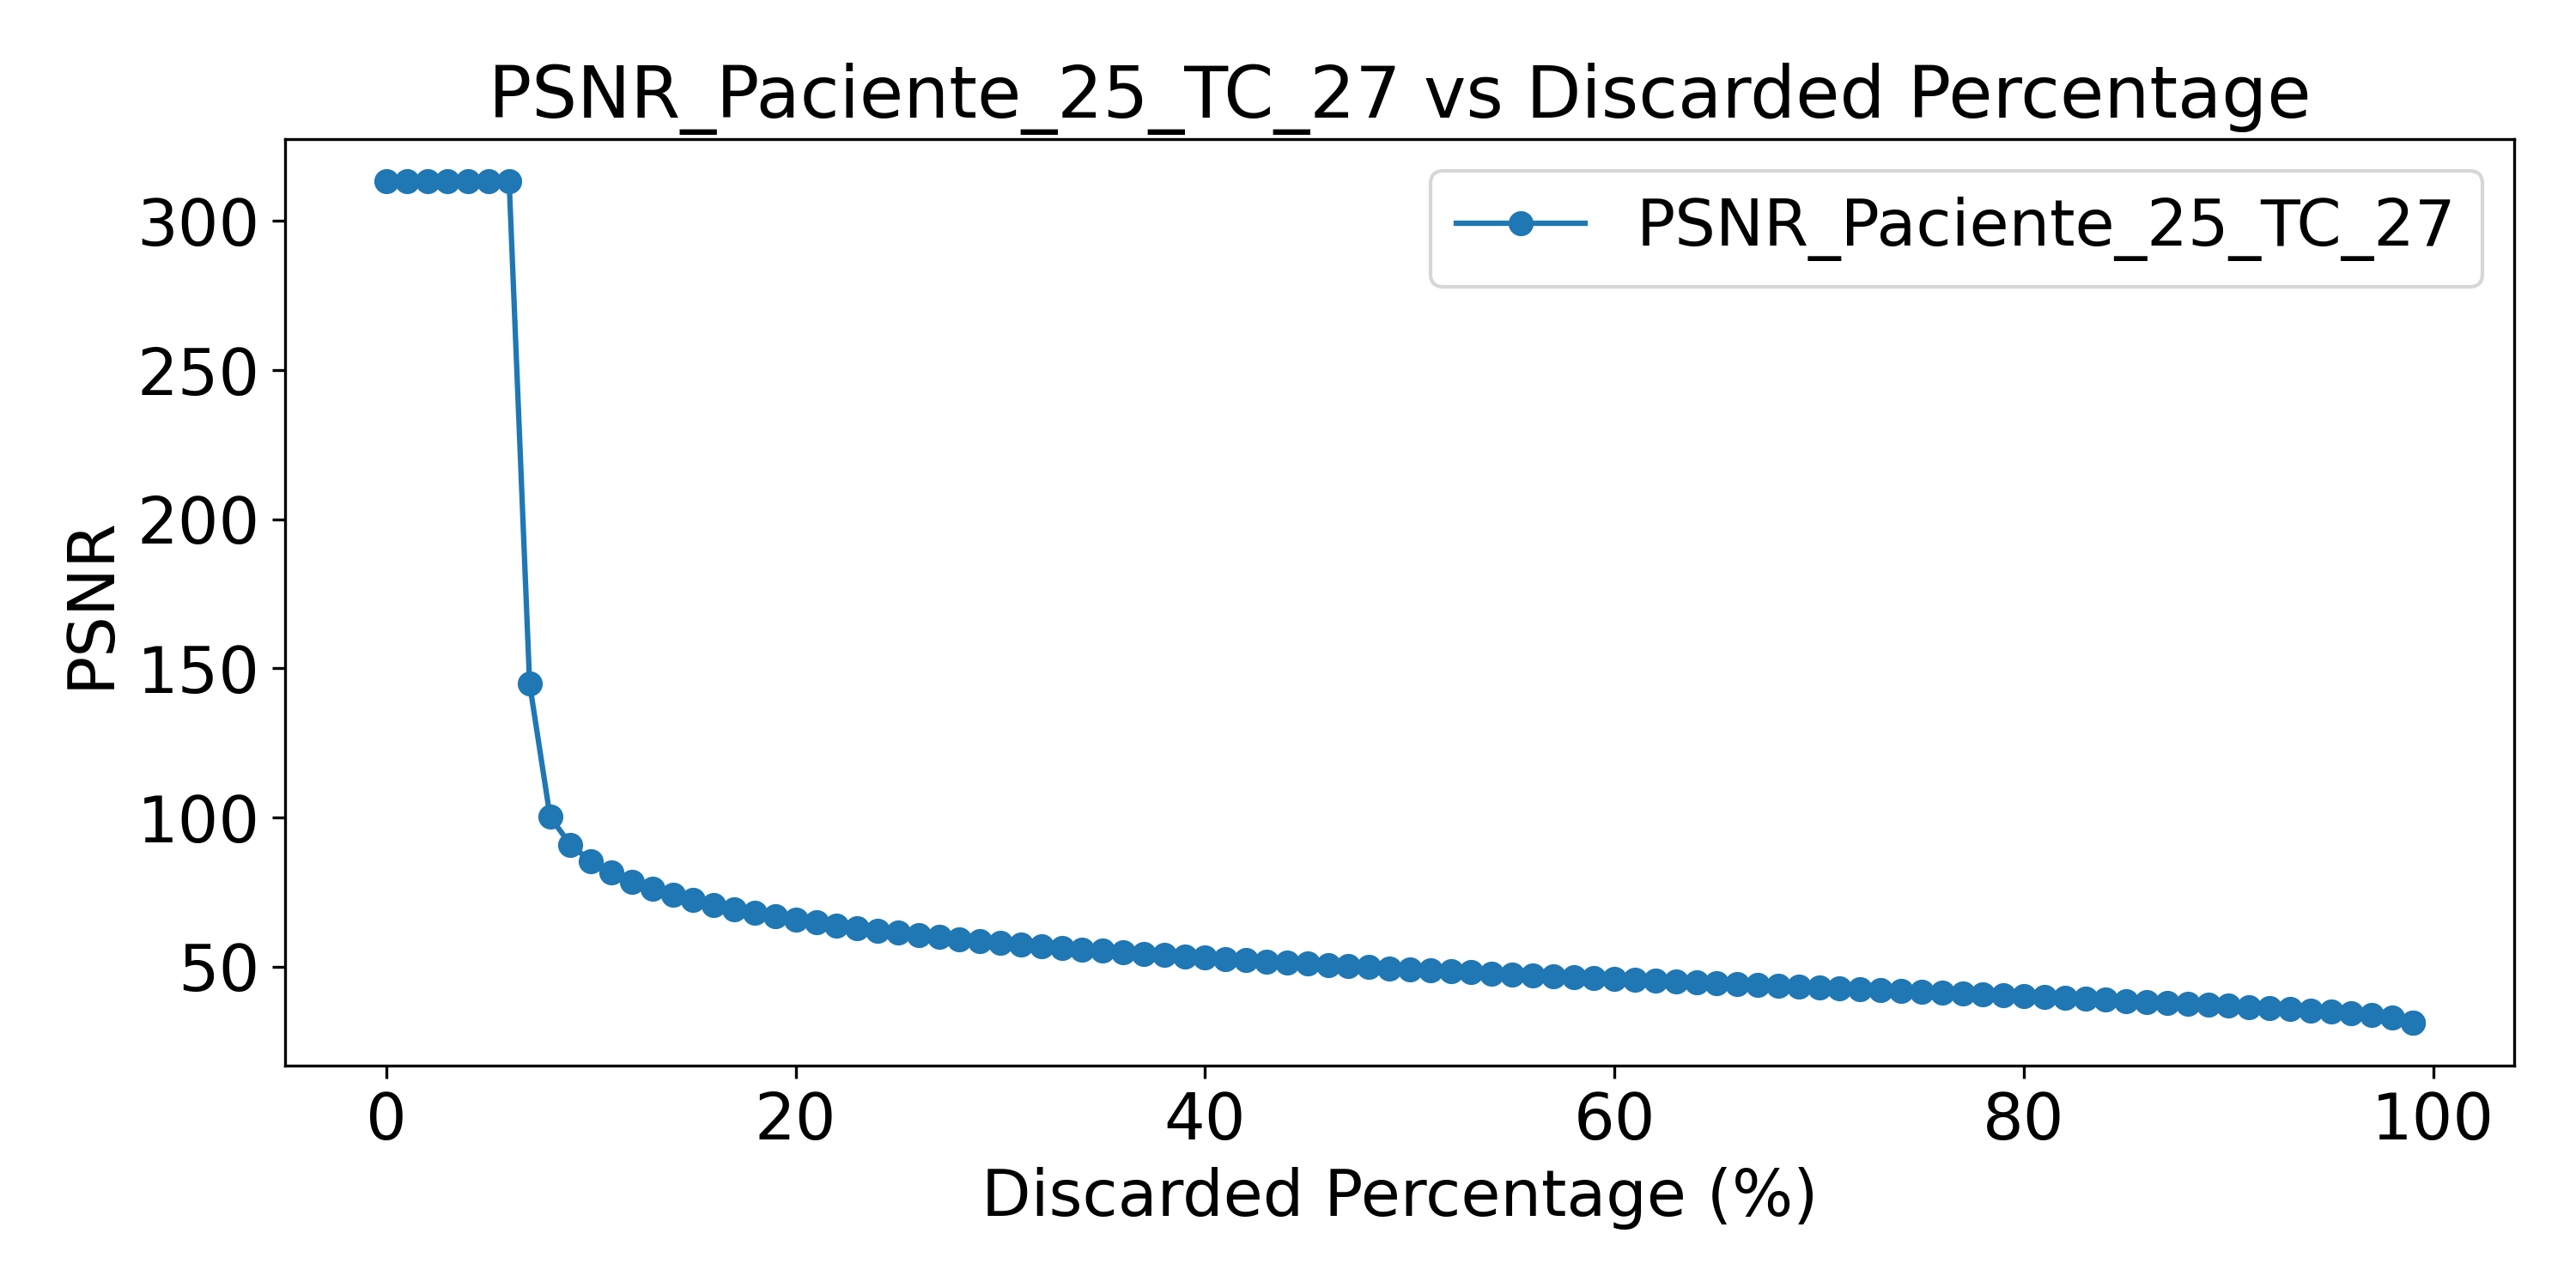 PSNR_Paciente_25_TC_27 vs Discarded Percentage
PSNR_Paciente_25_TC_27
300
250
200
150
100
50
PSNR
0 20 40 60 80 100
Discarded Percentage (%)